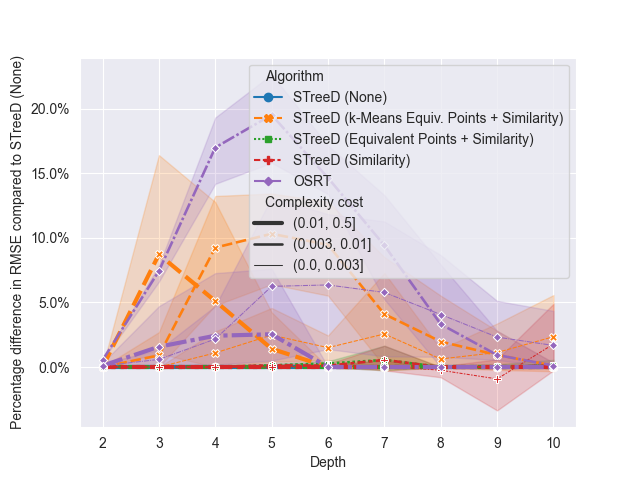 Percentage difference in RMSE compared to STreeD (None)
20.0%
15.0%
10.0%
5.0%
0.0%
Algorithm
STreeD (None)
STreeD (k-Means Equiv. Points + Similarity)
STreeD (Equivalent Points + Similarity)
STreeD (Similarity)
OSRT
Complexity cost
(0.01, 0.5]
(0.003, 0.01]
(0.0, 0.003]
2 3 4 5 6 7 8 9 10
Depth